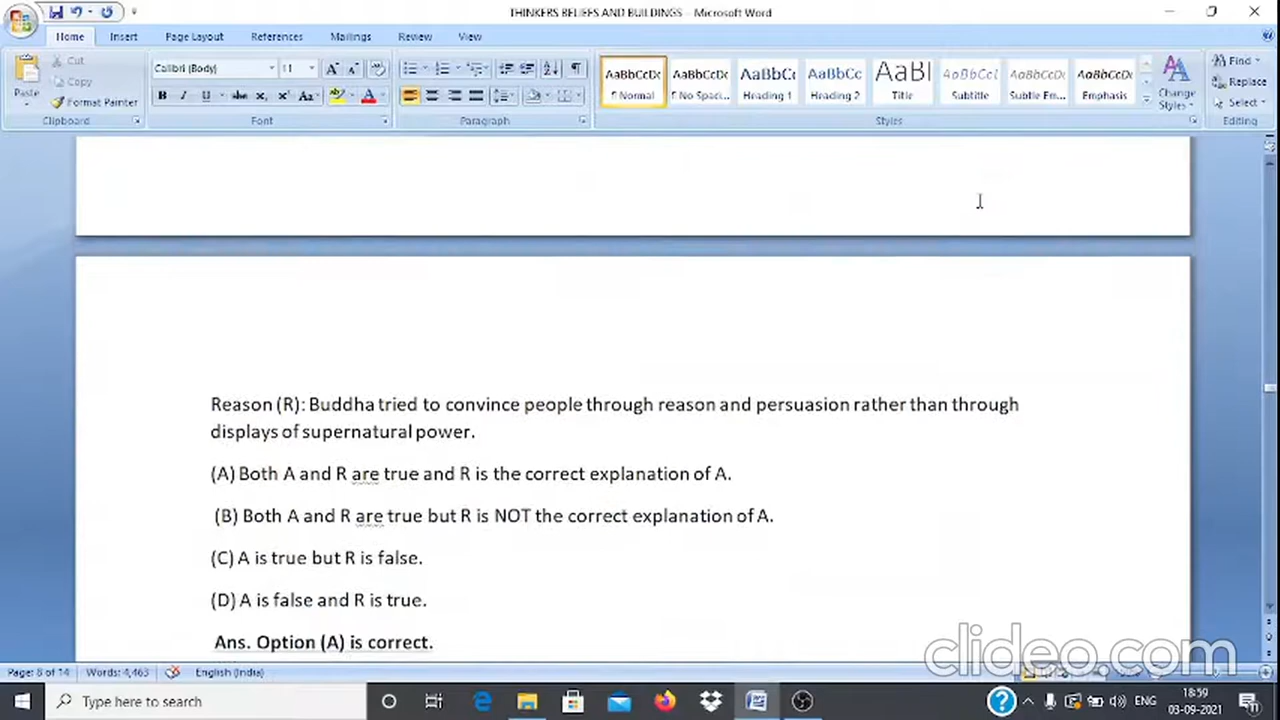 THINKERS BELIEFS AND BUILDINGS - Microsoft Word
Home Insert Page Layout References Mailings Review View
Paste
Cut
Copy
Format Painter
Clipboard
Calibri (Body) 11
Font
Paragraph
AaBbCcDc AaBbCcDc AaBbCc AaBbCc AaBl AaBbCcl AaBbCcDc AaBbCcDc
¶ Normal ¶ No Spaci... Heading 1 Heading 2 Title Subtitle Subtle Em... Emphasis
Change Styles
Styles
Find
Replace
Select
Editing
Reason (R): Buddha tried to convince people through reason and persuasion rather than through
displays of supernatural power.
(A) Both A and R are true and R is the correct explanation of A.
(B) Both A and R are true but R is NOT the correct explanation of A.
(C) A is true but R is false.
(D) A is false and R is true.
Ans. Option (A) is correct.
clideo.com
Page: 8 of 14 Words: 4,463 English (India)
Type here to search
ENG
18:59
03-09-2021